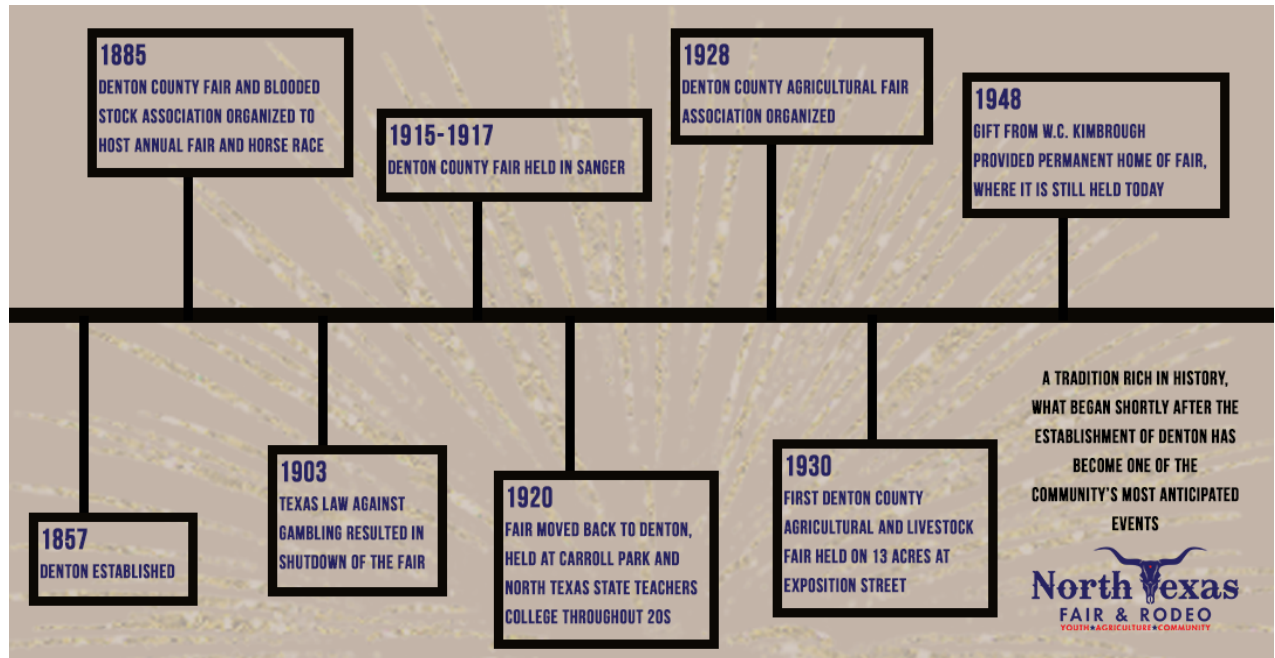 1885
DENTON COUNTY FAIR AND BLOODED
STOCK ASSOCIATION ORGANIZED TO
HOST ANNUAL FAIR AND HORSE RACE
1915-1917
DENTON COUNTY FAIR HELD IN SANGER
1928
DENTON COUNTY AGRICULTURAL FAIR
ASSOCIATION ORGANIZED
1948
GIFT FROM W.C. KIMBROUGH
PROVIDED PERMANENT HOME OF FAIR,
WHERE IT IS STILL HELD TODAY
1857
DENTON ESTABLISHED
1903
TEXAS LAW AGAINST
GAMBLING RESULTED IN
SHUTDOWN OF THE FAIR
1920
FAIR MOVED BACK TO DENTON,
HELD AT CARROLL PARK AND
NORTH TEXAS STATE TEACHERS
COLLEGE THROUGHOUT 20S
1930
FIRST DENTON COUNTY
AGRICULTURAL AND LIVESTOCK
FAIR HELD ON 13 ACRES AT
EXPOSITION STREET
A TRADITION RICH IN HISTORY,
WHAT BEGAN SHORTLY AFTER THE
ESTABLISHMENT OF DENTON HAS
BECOME ONE OF THE
COMMUNITY'S MOST ANTICIPATED
EVENTS
North Texas
FAIR & RODEO
YOUTH★AGRICULTURE★COMMUNITY